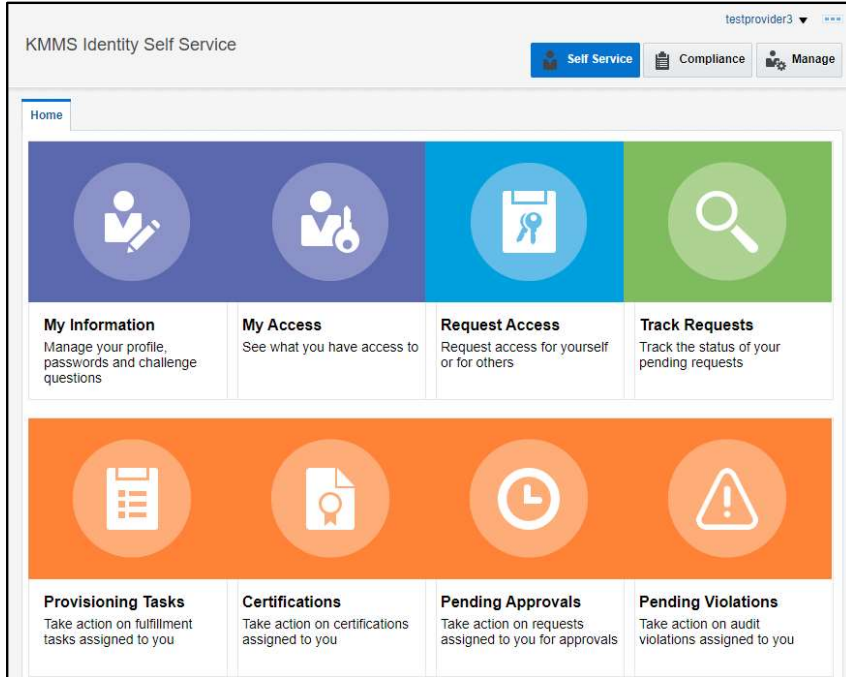 testprovider3
KMMS Identity Self Service
Self Service
Compliance
Manage
Home
My Information
Manage your profile,
passwords and challenge
questions
My Access
See what you have access to
Request Access
Request access for yourself
or for others
Track Requests
Track the status of your
pending requests
Provisioning Tasks
Take action on fulfillment
tasks assigned to you
Certifications
Take action on certifications
assigned to you
Pending Approvals
Take action on requests
assigned to you for approvals
Pending Violations
Take action on audit
violations assigned to you